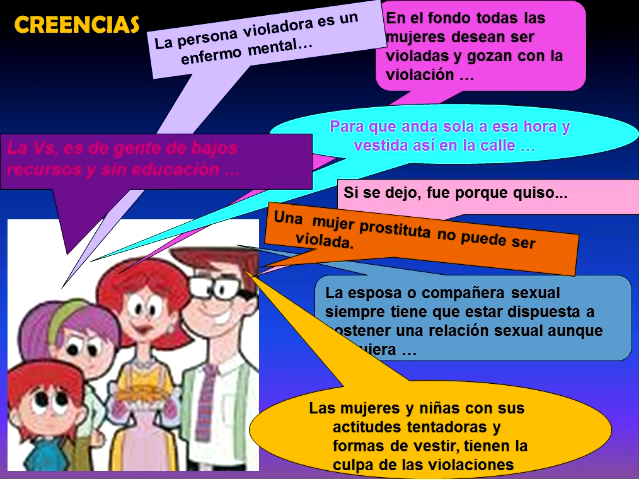 CREENCIAS
La persona violadora es un
enfermo mental…
En el fondo todas las
mujeres desean ser
violadas y gozan con la
violación …
Para que anda sola a esa hora y
vestida así en la calle …
La Vs, es de gente de bajos
recursos y sin educación …
Si se dejo, fue porque quiso...
Una mujer prostituta no puede ser
violada.
La esposa o compañera sexual
siempre tiene que estar dispuesta a
sostener una relación sexual aunque
…
Las mujeres y niñas con sus
actitudes tentadoras y
formas de vestir, tienen la
culpa de las violaciones